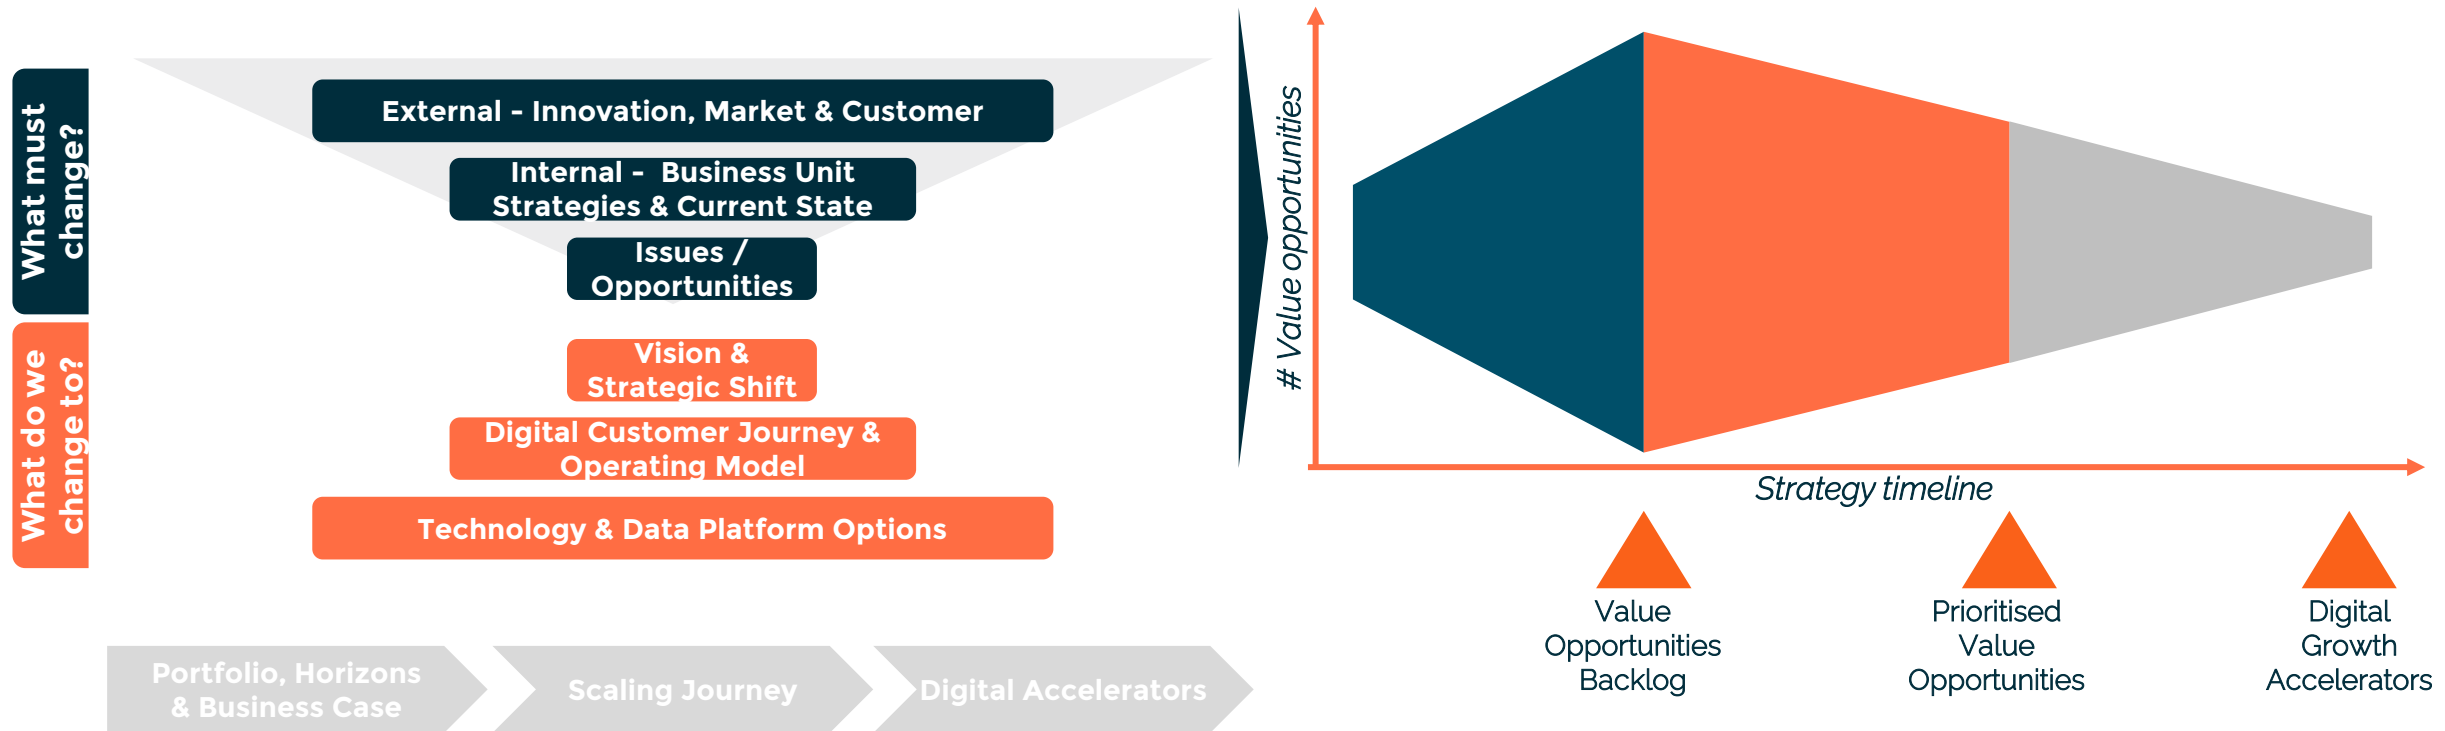 What must
change?
External - Innovation, Market & Customer
Internal -  Business Unit
Strategies & Current State
Issues /
Opportunities
What do we
change to?
Vision &
Strategic Shift
Digital Customer Journey &
Operating Model
Technology & Data Platform Options
Portfolio, Horizons
& Business Case
Scaling Journey
Digital Accelerators
# Value opportunities
Strategy timeline
Value
Opportunities
Backlog
Prioritised
Value
Opportunities
Digital
Growth
Accelerators